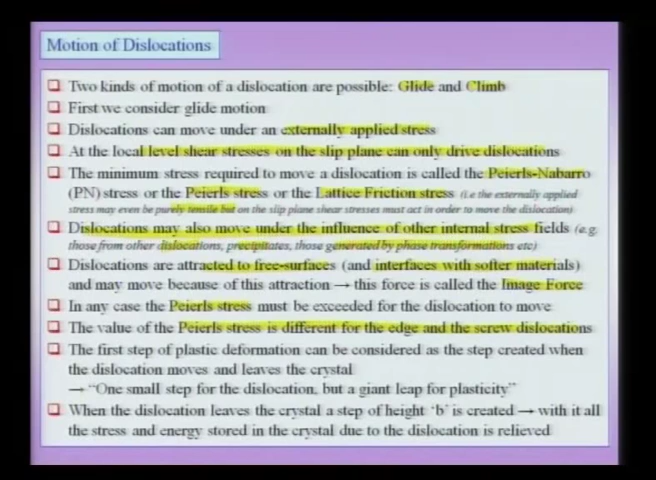 Motion of Dislocations
❑ Two kinds of motion of a dislocation are possible: Glide and Climb
❑ First we consider glide motion
❑ Dislocations can move under an externally applied stress
❑ At the local level shear stresses on the slip plane can only drive dislocations
❑ The minimum stress required to move a dislocation is called the Peierls-Nabarro
(PN) stress or the Peierls stress or the Lattice Friction stress (i.e the externally applied
stress may even be purely tensile but on the slip plane shear stresses must act in order to move the dislocation)
❑ Dislocations may also move under the influence of other internal stress fields (e.g.
those from other dislocations, precipitates, those generated by phase transformations etc)
❑ Dislocations are attracted to free-surfaces (and interfaces with softer materials)
and may move because of this attraction → this force is called the Image Force
❑ In any case the Peierls stress must be exceeded for the dislocation to move
❑ The value of the Peierls stress is different for the edge and the screw dislocations
❑ The first step of plastic deformation can be considered as the step created when
the dislocation moves and leaves the crystal
→ "One small step for the dislocation, but a giant leap for plasticity"
❑ When the dislocation leaves the crystal a step of height 'b' is created → with it all
the stress and energy stored in the crystal due to the dislocation is relieved